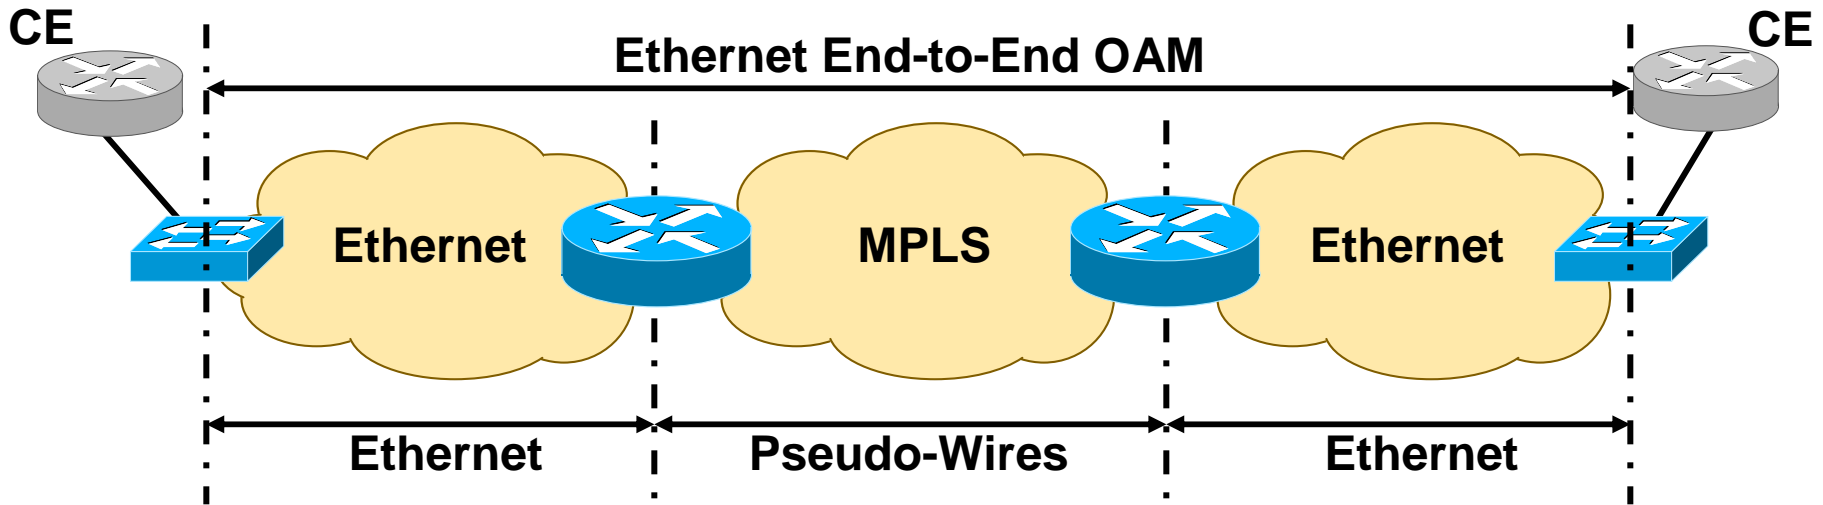 CE
CE
Ethernet End-to-End OAM
Ethernet
MPLS
Ethernet
Ethernet
Pseudo-Wires
Ethernet